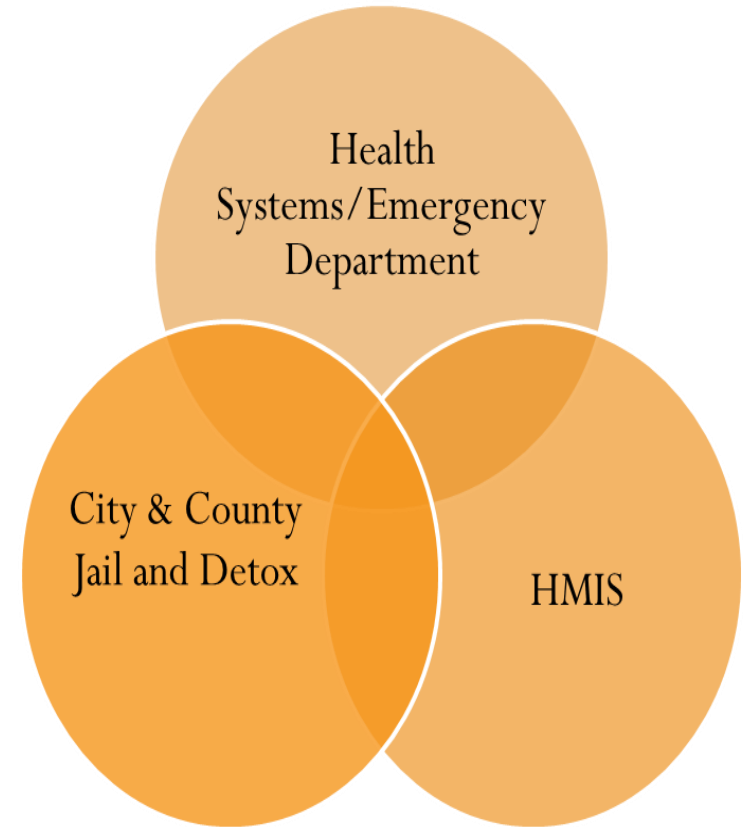 Health
Systems/Emergency
Department
City & County
Jail and Detox
HMIS